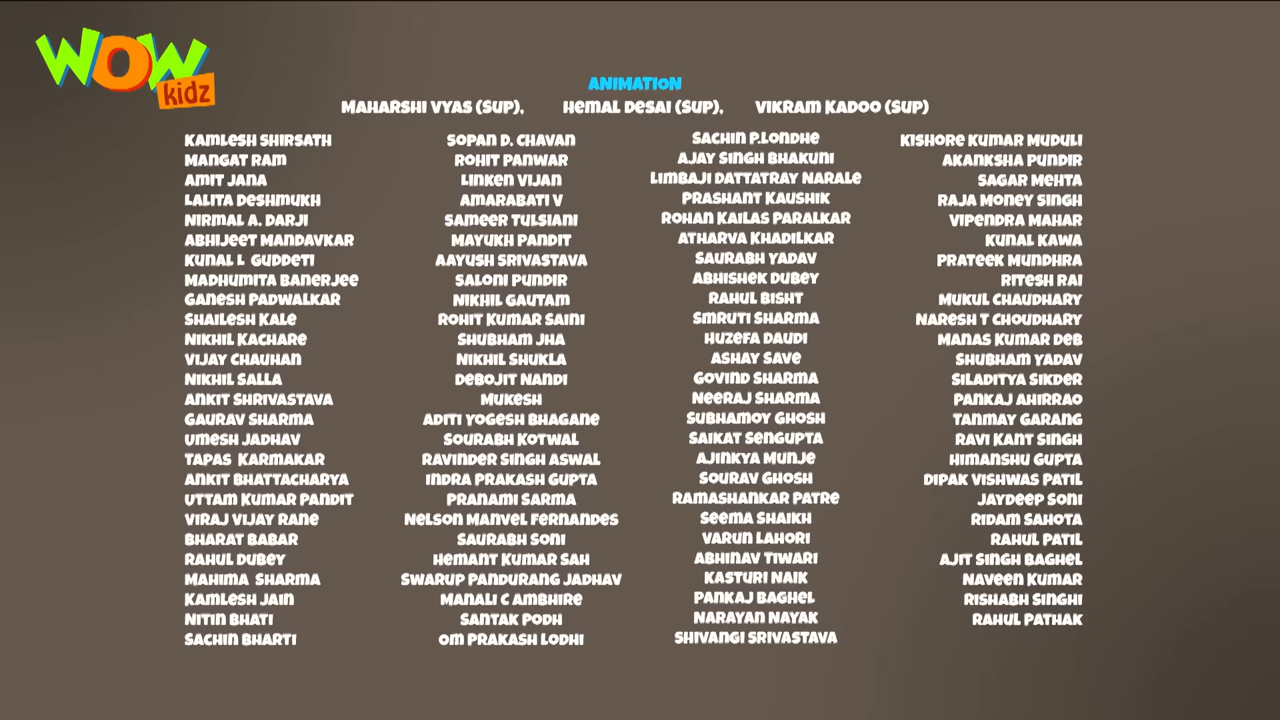 WOW
kidz
ANIMATION
MAHARSHI VYAS (SUP), HEMAL DESAI (SUP), VIKRAM KADOO (SUP)
KAMLESH SHIRSATH
MANGAT RAM
AMIT JANA
LALITA DESHMUKH
NIRMAL A. DARJI
ABHIJEET MANDAVKAR
KUNAL L GUDDETI
MADHUMITA BANERJEE
GANESH PADWALKAR
SHAILESH KALE
NIKHIL KACHARE
VIJAY CHAUHAN
NIKHIL SALLA
ANKIT SHRIVASTAVA
GAURAV SHARMA
UMESH JADHAV
TAPAS KARMAKAR
ANKIT BHATTACHARYA
UTTAM KUMAR PANDIT
VIRAJ VIJAY RANE
BHARAT BABAR
RAHUL DUBEY
MAHIMA SHARMA
KAMLESH JAIN
NITIN BHATI
SACHIN BHARTI
SOPAN D. CHAVAN
ROHIT PANWAR
LINKEN VIJAN
AMARABATI V
SAMEER TULSIANI
MAYUKH PANDIT
AAYUSH SRIVASTAVA
SALONI PUNDIR
NIKHIL GAUTAM
ROHIT KUMAR SAINI
SHUBHAM JHA
NIKHIL SHUKLA
DEBOJIT NANDI
MUKESH
ADITI YOGESH BHAGANE
SOURABH KOTWAL
RAVINDER SINGH ASWAL
INDRA PRAKASH GUPTA
PRANAMI SARMA
NELSON MANVEL FERNANDES
SAURABH SONI
HEMANT KUMAR SAH
SWARUP PANDURANG JADHAV
MANALI C AMBHIRE
SANTAK PODH
OM PRAKASH LODHI
SACHIN P.LONDHE
AJAY SINGH BHAKUNI
LIMBAJI DATTATRAY NARALE
PRASHANT KAUSHIK
ROHAN KAILAS PARALKAR
ATHARVA KHADILKAR
SAURABH YADAV
ABHISHEK DUBEY
RAHUL BISHT
SMRUTI SHARMA
HUZEFA DAUDI
ASHAY SAVE
GOVIND SHARMA
NEERAJ SHARMA
SUBHAMOY GHOSH
SAIKAT SENGUPTA
AJINKYA MUNJE
SOURAV GHOSH
RAMASHANKAR PATRE
SEEMA SHAIKH
VARUN LAHORI
ABHINAV TIWARI
KASTURI NAIK
PANKAJ BAGHEL
NARAYAN NAYAK
SHIVANGI SRIVASTAVA
KISHORE KUMAR MUDULI
AKANKSHA PUNDIR
SAGAR MEHTA
RAJA MONEY SINGH
VIPENDRA MAHAR
KUNAL KAWA
PRATEEK MUNDHRA
RITESH RAI
MUKUL CHAUDHARY
NARESH T CHOUDHARY
MANAS KUMAR DEB
SHUBHAM YADAV
SILADITYA SIKDER
PANKAJ AHIRRAO
TANMAY GARANG
RAVI KANT SINGH
HIMANSHU GUPTA
DIPAK VISHWAS PATIL
JAYDEEP SONI
RIDAM SAHOTA
RAHUL PATIL
AJIT SINGH BAGHEL
NAVEEN KUMAR
RISHABH SINGHI
RAHUL PATHAK